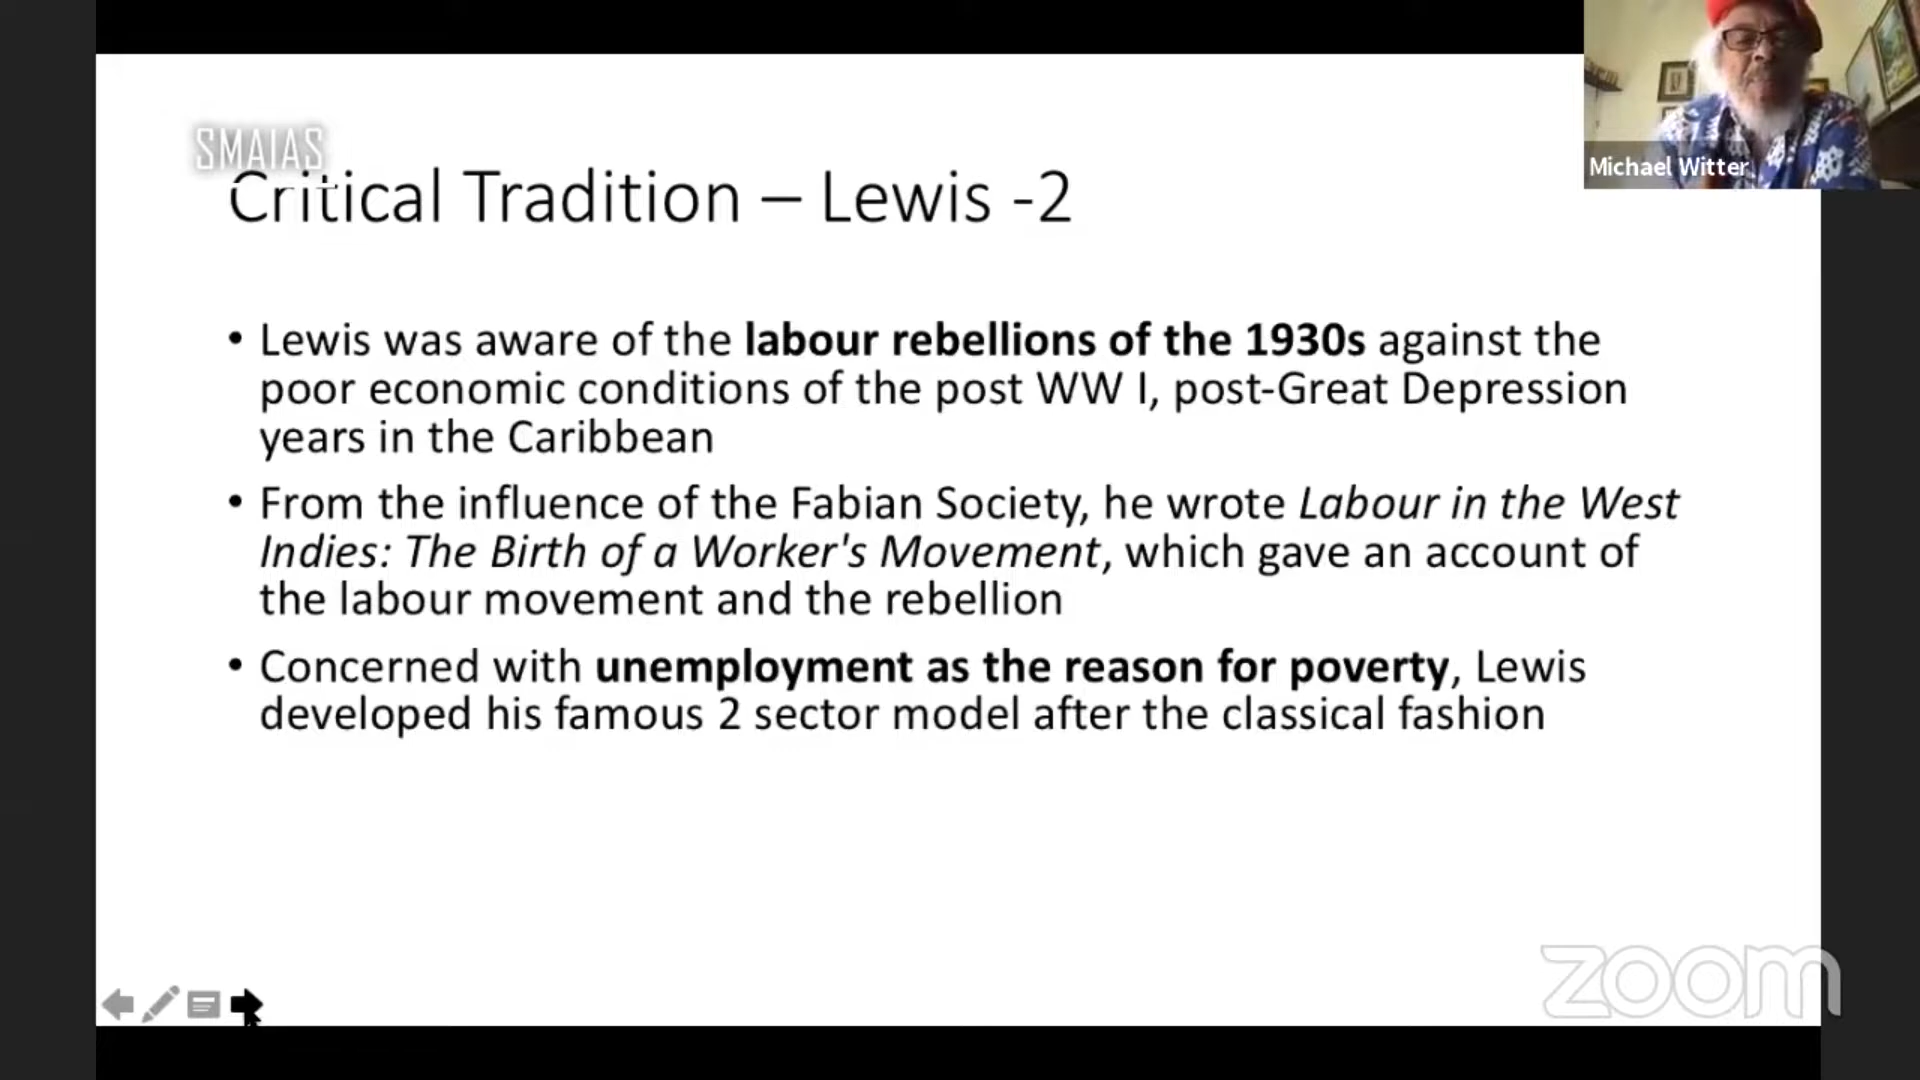 SMAIAS
Michael Witter
Critical Tradition – Lewis -2
• Lewis was aware of the labour rebellions of the 1930s against the
poor economic conditions of the post WW I, post-Great Depression
years in the Caribbean
• From the influence of the Fabian Society, he wrote Labour in the West
Indies: The Birth of a Worker's Movement, which gave an account of
the labour movement and the rebellion
• Concerned with unemployment as the reason for poverty, Lewis
developed his famous 2 sector model after the classical fashion
zoom